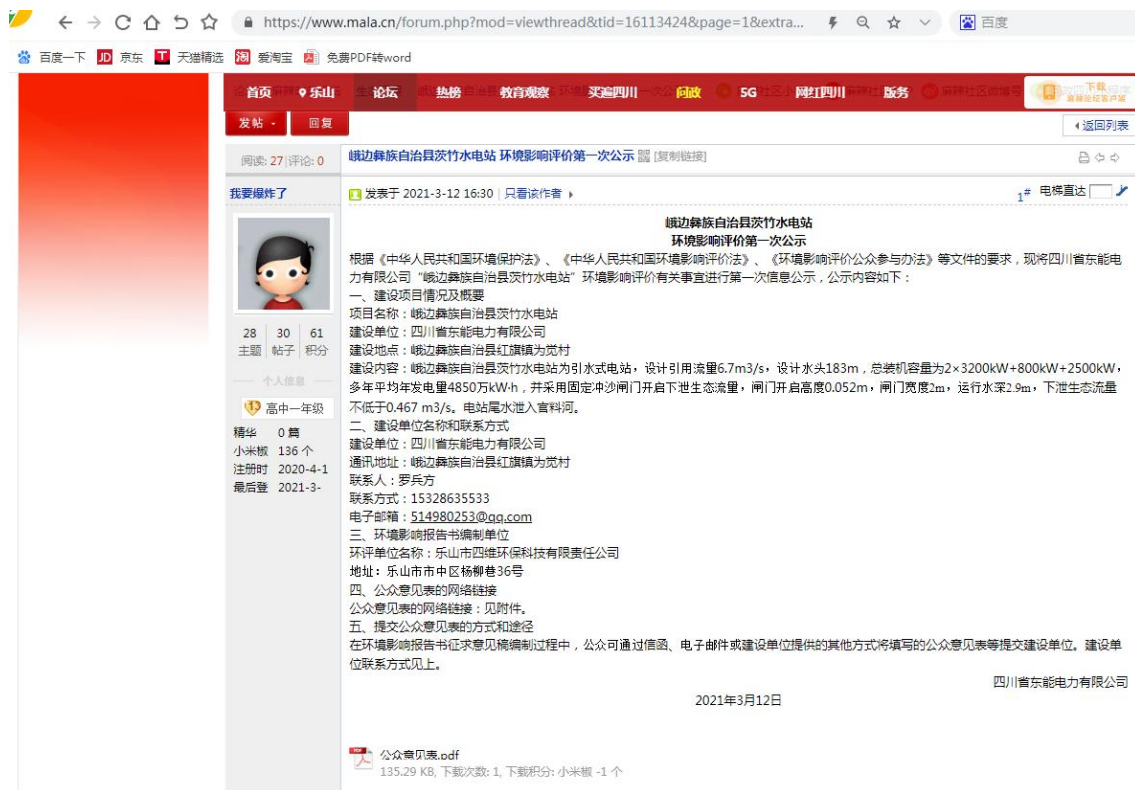 https://www.mala.cn/forum.php?mod=viewthread&tid=16113424&page=1&extra...
百度
百度一下 JD 京东 天猫精选 淘 爱淘宝 免费PDF转word
首页 乐山 论坛 热榜 教育观察 买遍四川 问政 5G 网红四川 版务
下载
麻辣论坛客户端
发帖 回复
返回列表
阅读: 27 评论: 0
峨边彝族自治县茨竹水电站 环境影响评价第一次公示 [复制链接]
我要爆炸了
发表于 2021-3-12 16:30 | 只看该作者
1# 电梯直达
28 30 61
主题 帖子 积分
个人信息
13 高中一年级
精华 0 篇
小米椒 136 个
注册时 2020-4-1
最后登 2021-3-
峨边彝族自治县茨竹水电站
环境影响评价第一次公示
根据《中华人民共和国环境保护法》、《中华人民共和国环境影响评价法》、《环境影响评价公众参与办法》等文件的要求，现将四川省东能电
力有限公司“峨边彝族自治县茨竹水电站”环境影响评价有关事宜进行第一次信息公示，公示内容如下：
一、建设项目情况及概要
项目名称：峨边彝族自治县茨竹水电站
建设单位：四川省东能电力有限公司
建设地点：峨边彝族自治县红旗镇为觉村
建设内容：峨边彝族自治县茨竹水电站为引水式电站，设计引用流量6.7m3/s，设计水头183m，总装机容量为2×3200kW+800kW+2500kW，
多年平均年发电量4850万kW·h，并采用固定冲沙闸门开启下泄生态流量，闸门开启高度0.052m，闸门宽度2m，运行水深2.9m，下泄生态流量
不低于0.467 m3/s。电站尾水泄入官料河。
二、建设单位名称和联系方式
建设单位：四川省东能电力有限公司
通讯地址：峨边彝族自治县红旗镇为觉村
联系人：罗兵方
联系方式：15328635533
电子邮箱：514980253@qq.com
三、环境影响报告书编制单位
环评单位名称：乐山市四维环保科技有限责任公司
地址：乐山市市中区杨柳巷36号
四、公众意见表的网络链接
公众意见表的网络链接：见附件。
五、提交公众意见表的方式和途径
在环境影响报告书征求意见稿编制过程中，公众可通过信函、电子邮件或建设单位提供的其他方式将填写的公众意见表等提交建设单位。建设单
位联系方式见上。
四川省东能电力有限公司
2021年3月12日
公众意见表.pdf
135.29 KB, 下载次数: 1, 下载积分: 小米椒 -1 个